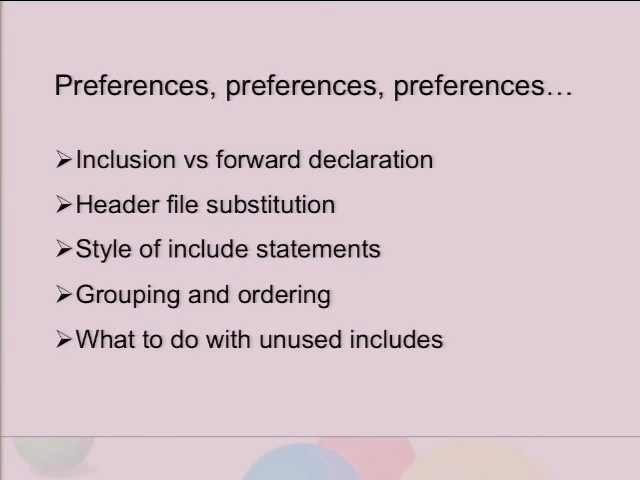 Preferences, preferences, preferences…
➢Inclusion vs forward declaration
➢Header file substitution
➢Style of include statements
➢Grouping and ordering
➢What to do with unused includes